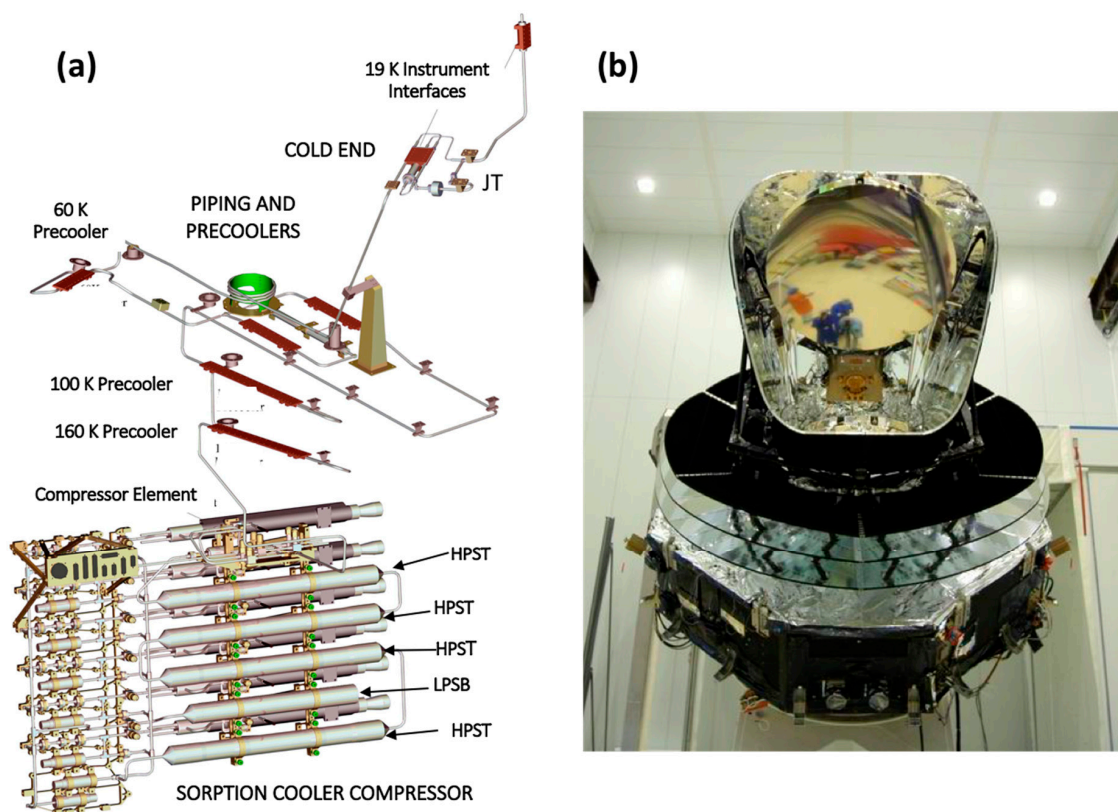 (a)
(b)
19 K Instrument
Interfaces
COLD END
JT
60 K
Precooler
PIPING AND
PRECOOLERS
r
100 K Precooler
r
160 K Precooler
l
Compressor Element
l
HPST
HPST
HPST
LPSB
HPST
SORPTION COOLER COMPRESSOR